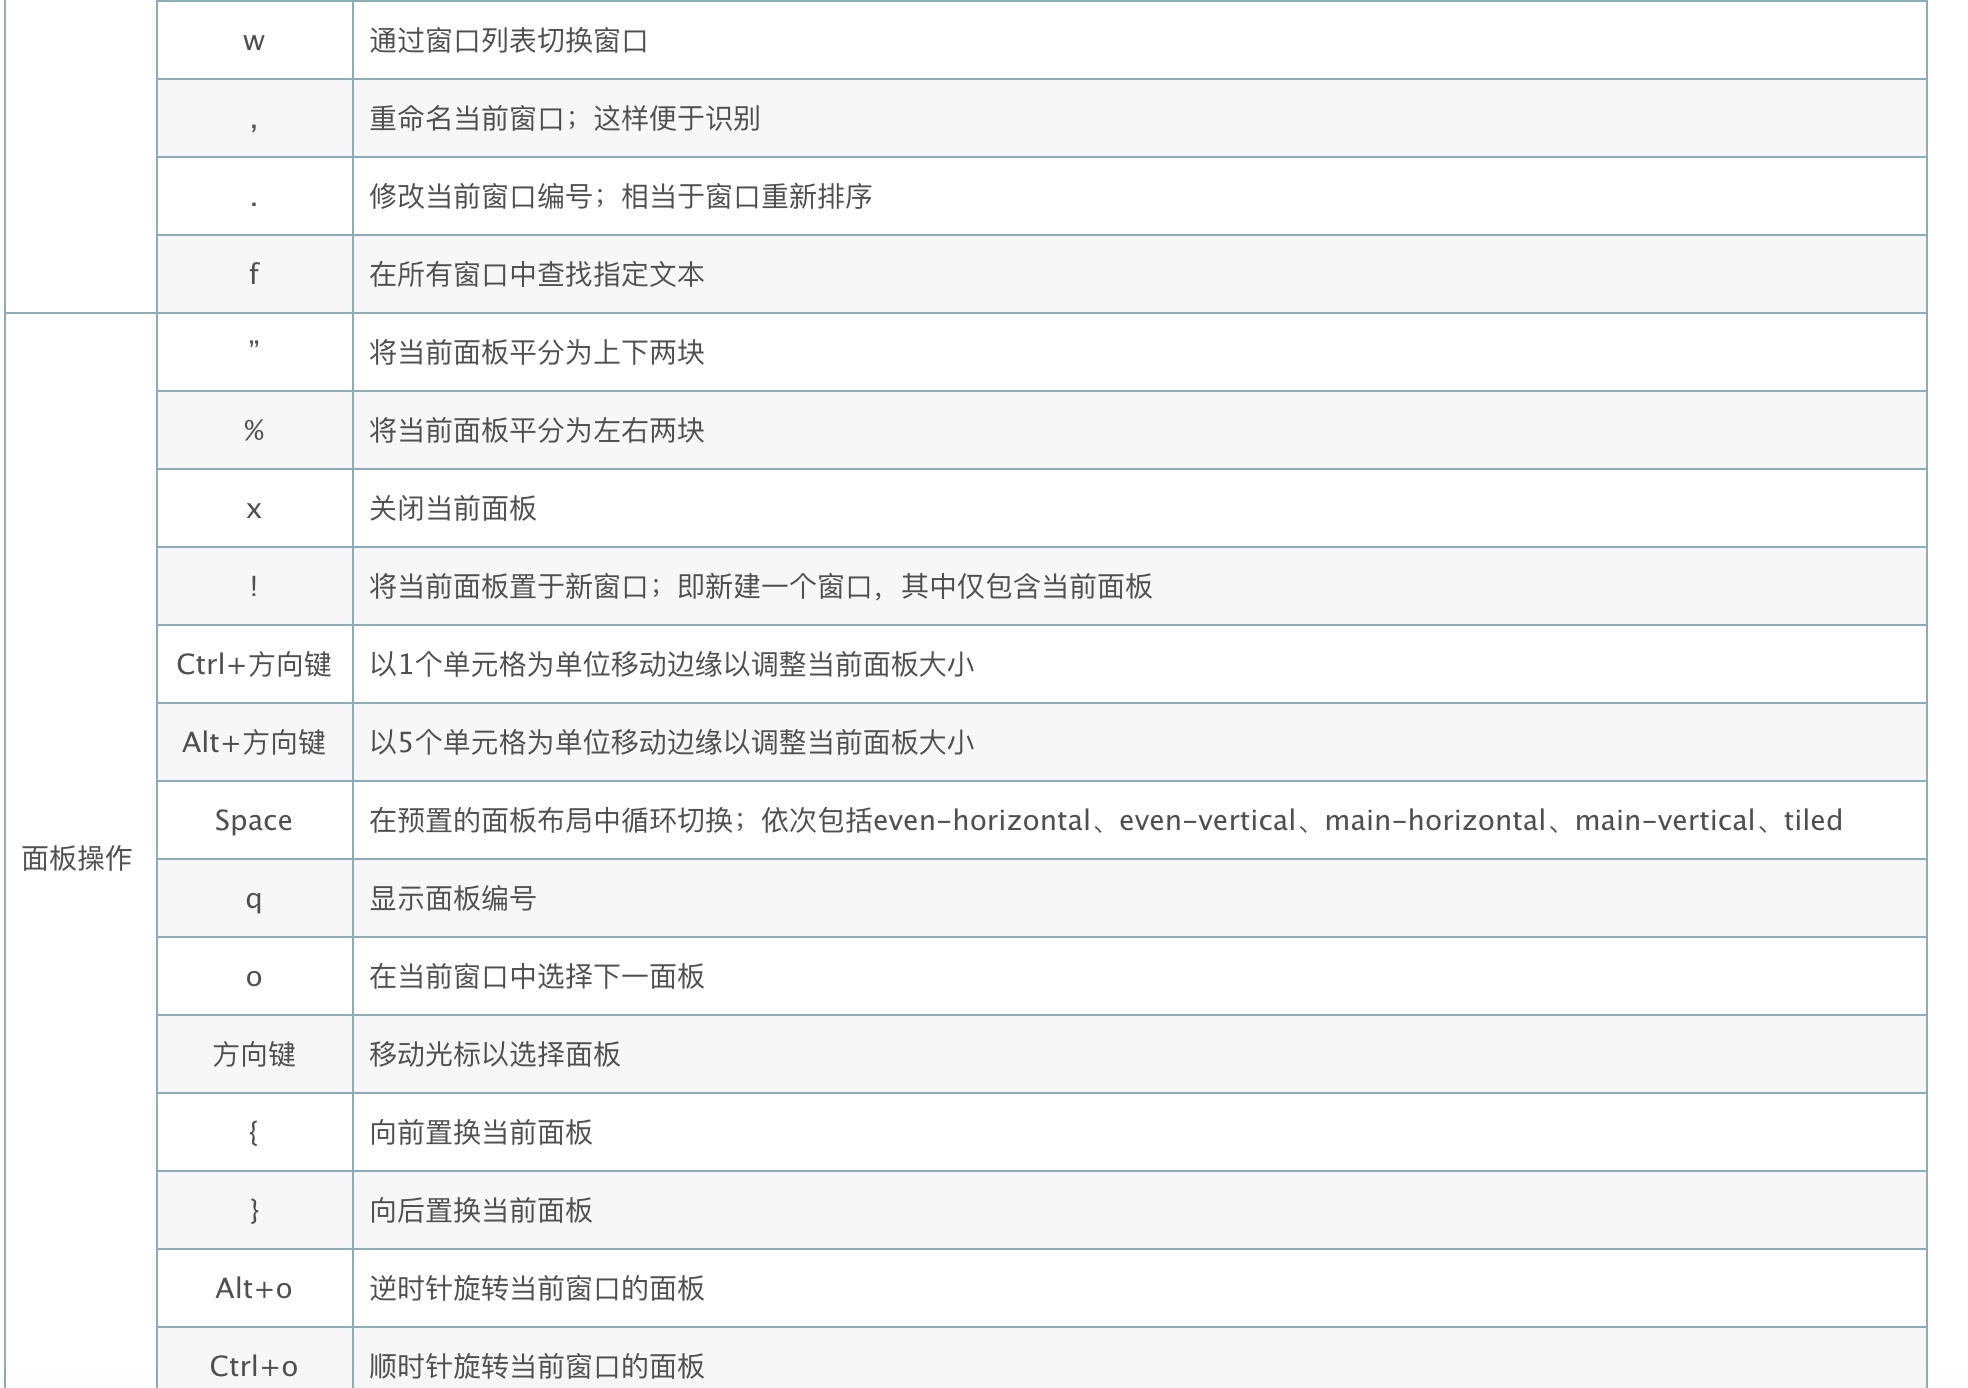 w 通过窗口列表切换窗口
, 重命名当前窗口；这样便于识别
. 修改当前窗口编号；相当于窗口重新排序
f 在所有窗口中查找指定文本
” 将当前面板平分为上下两块
% 将当前面板平分为左右两块
x 关闭当前面板
! 将当前面板置于新窗口；即新建一个窗口，其中仅包含当前面板
Ctrl+方向键 以1个单元格为单位移动边缘以调整当前面板大小
Alt+方向键 以5个单元格为单位移动边缘以调整当前面板大小
Space 在预置的面板布局中循环切换；依次包括even-horizontal、even-vertical、main-horizontal、main-vertical、tiled
面板操作
q 显示面板编号
o 在当前窗口中选择下一面板
方向键 移动光标以选择面板
{ 向前置换当前面板
} 向后置换当前面板
Alt+o 逆时针旋转当前窗口的面板
Ctrl+o 顺时针旋转当前窗口的面板